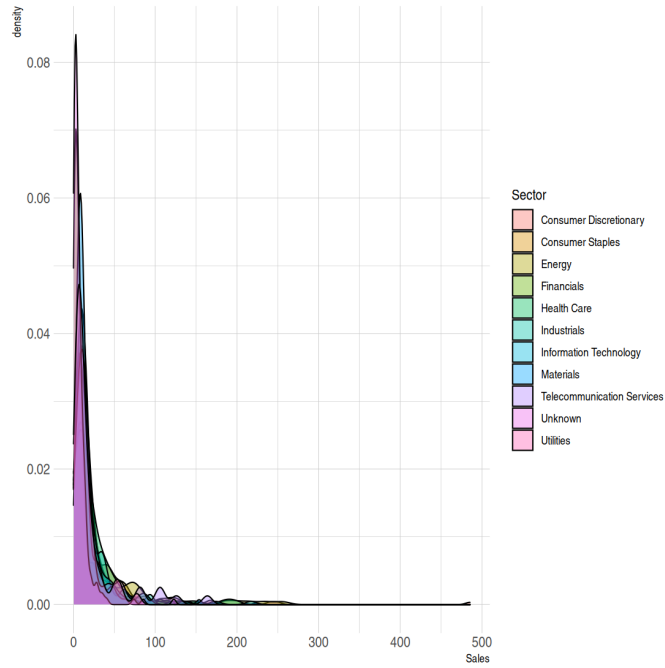 density
0.08
0.06
0.04
0.02
0.00
0
100
200
300
400
500
Sales
Sector
Consumer Discretionary
Consumer Staples
Energy
Financials
Health Care
Industrials
Information Technology
Materials
Telecommunication Services
Unknown
Utilities